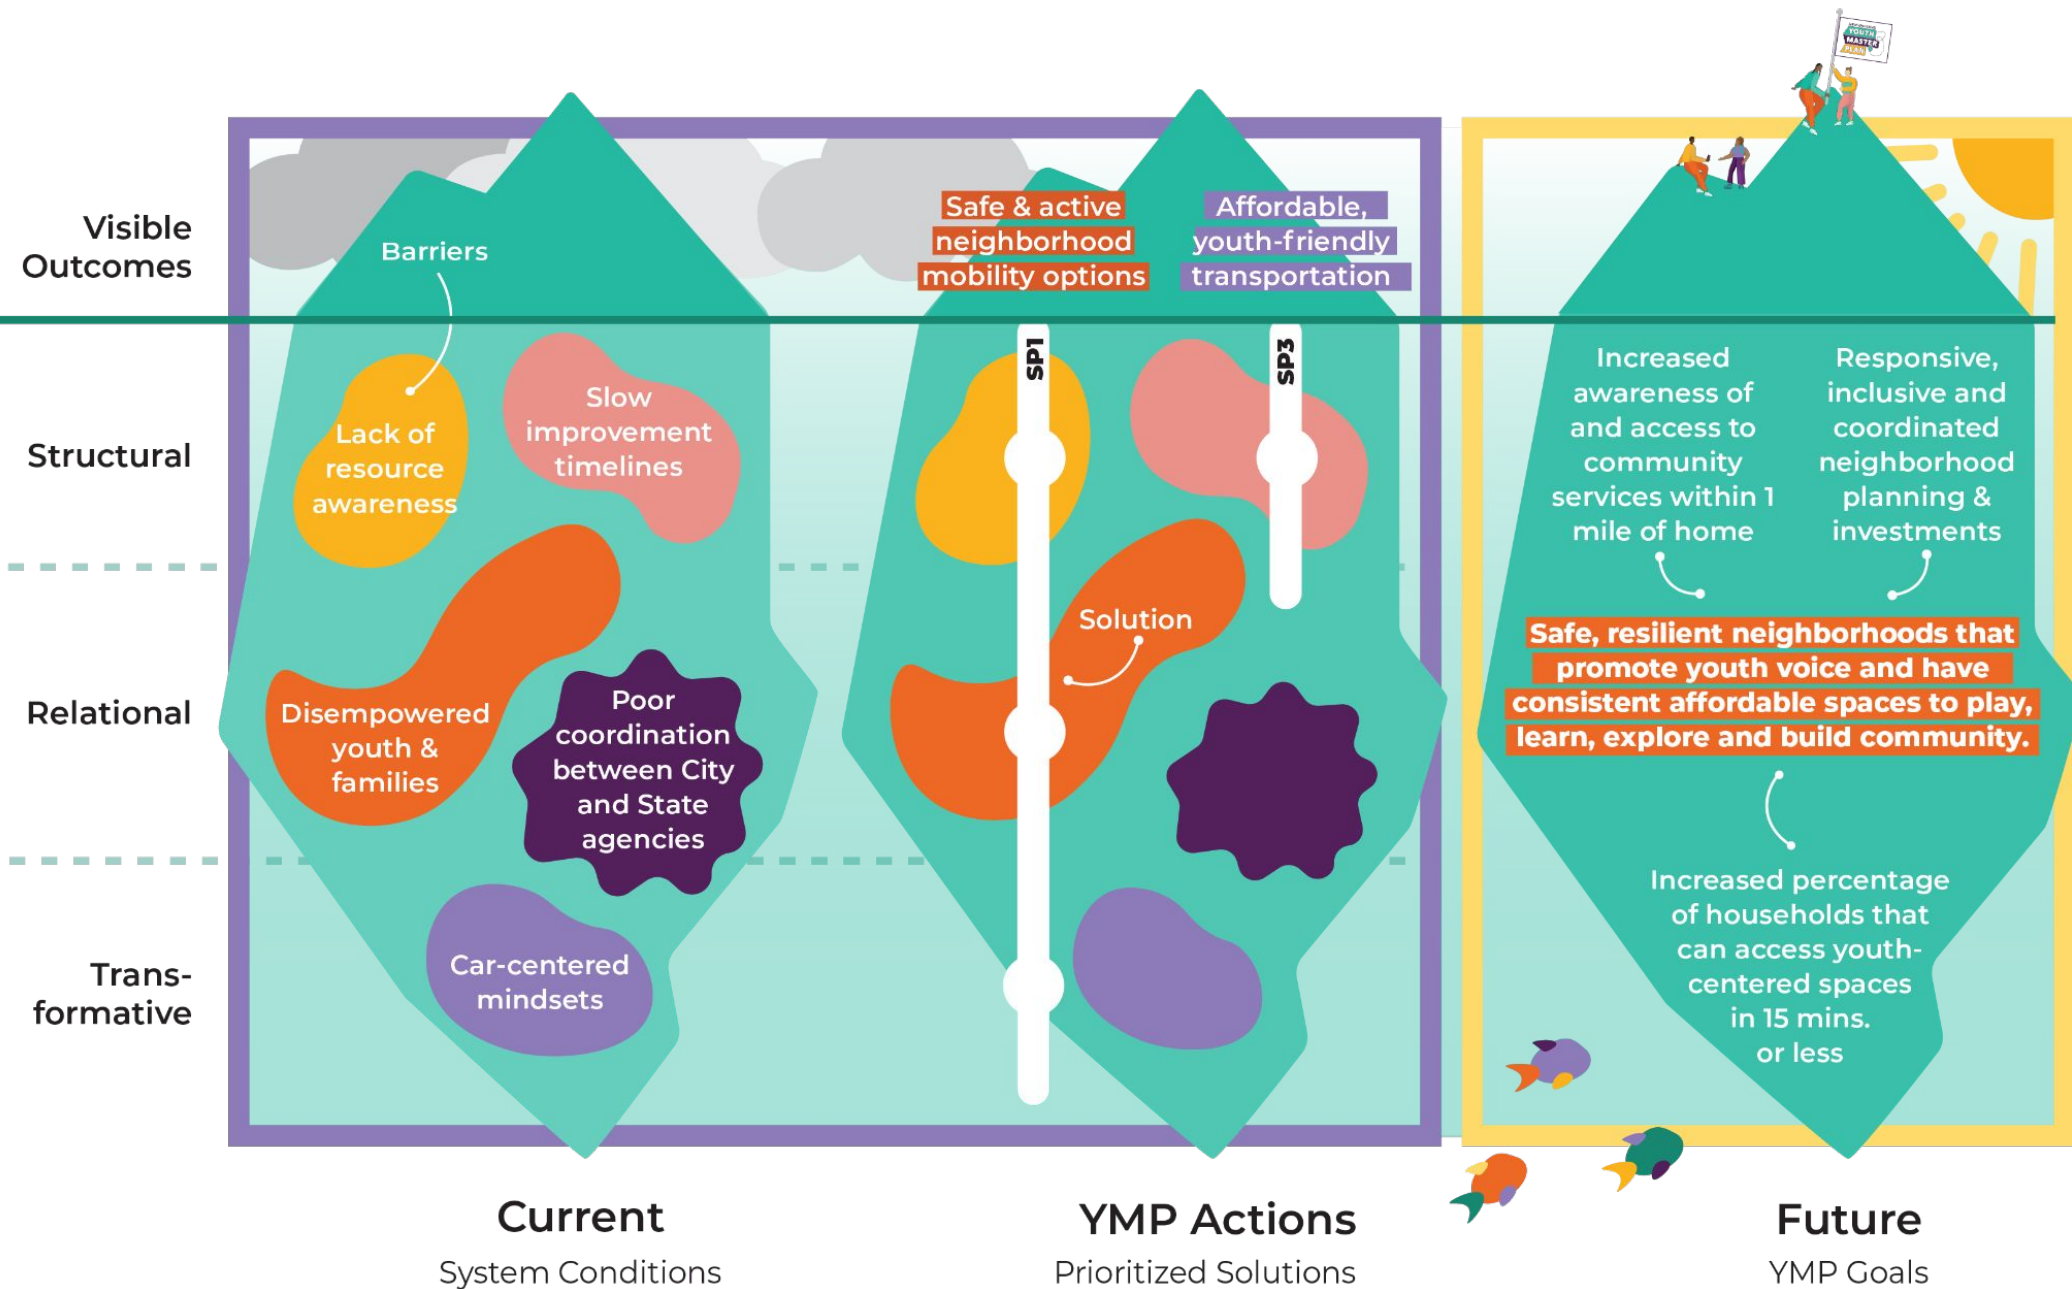 YOUTH
MASTER
PLAN
Visible
Outcomes
Structural
Relational
Trans-
formative
Barriers
Lack of
resource
awareness
Slow
improvement
timelines
Disempowered
youth &
families
Poor
coordination
between City
and State
agencies
Car-centered
mindsets
Current
System Conditions
Safe & active
neighborhood
mobility options
Affordable,
youth-friendly
transportation
SP1
SP3
Solution
YMP Actions
Prioritized Solutions
Increased
awareness of
and access to
community
services within 1
mile of home
Responsive,
inclusive and
coordinated
neighborhood
planning &
investments
Safe, resilient neighborhoods that
promote youth voice and have
consistent affordable spaces to play,
learn, explore and build community.
Increased percentage
of households that
can access youth-
centered spaces
in 15 mins.
or less
Future
YMP Goals